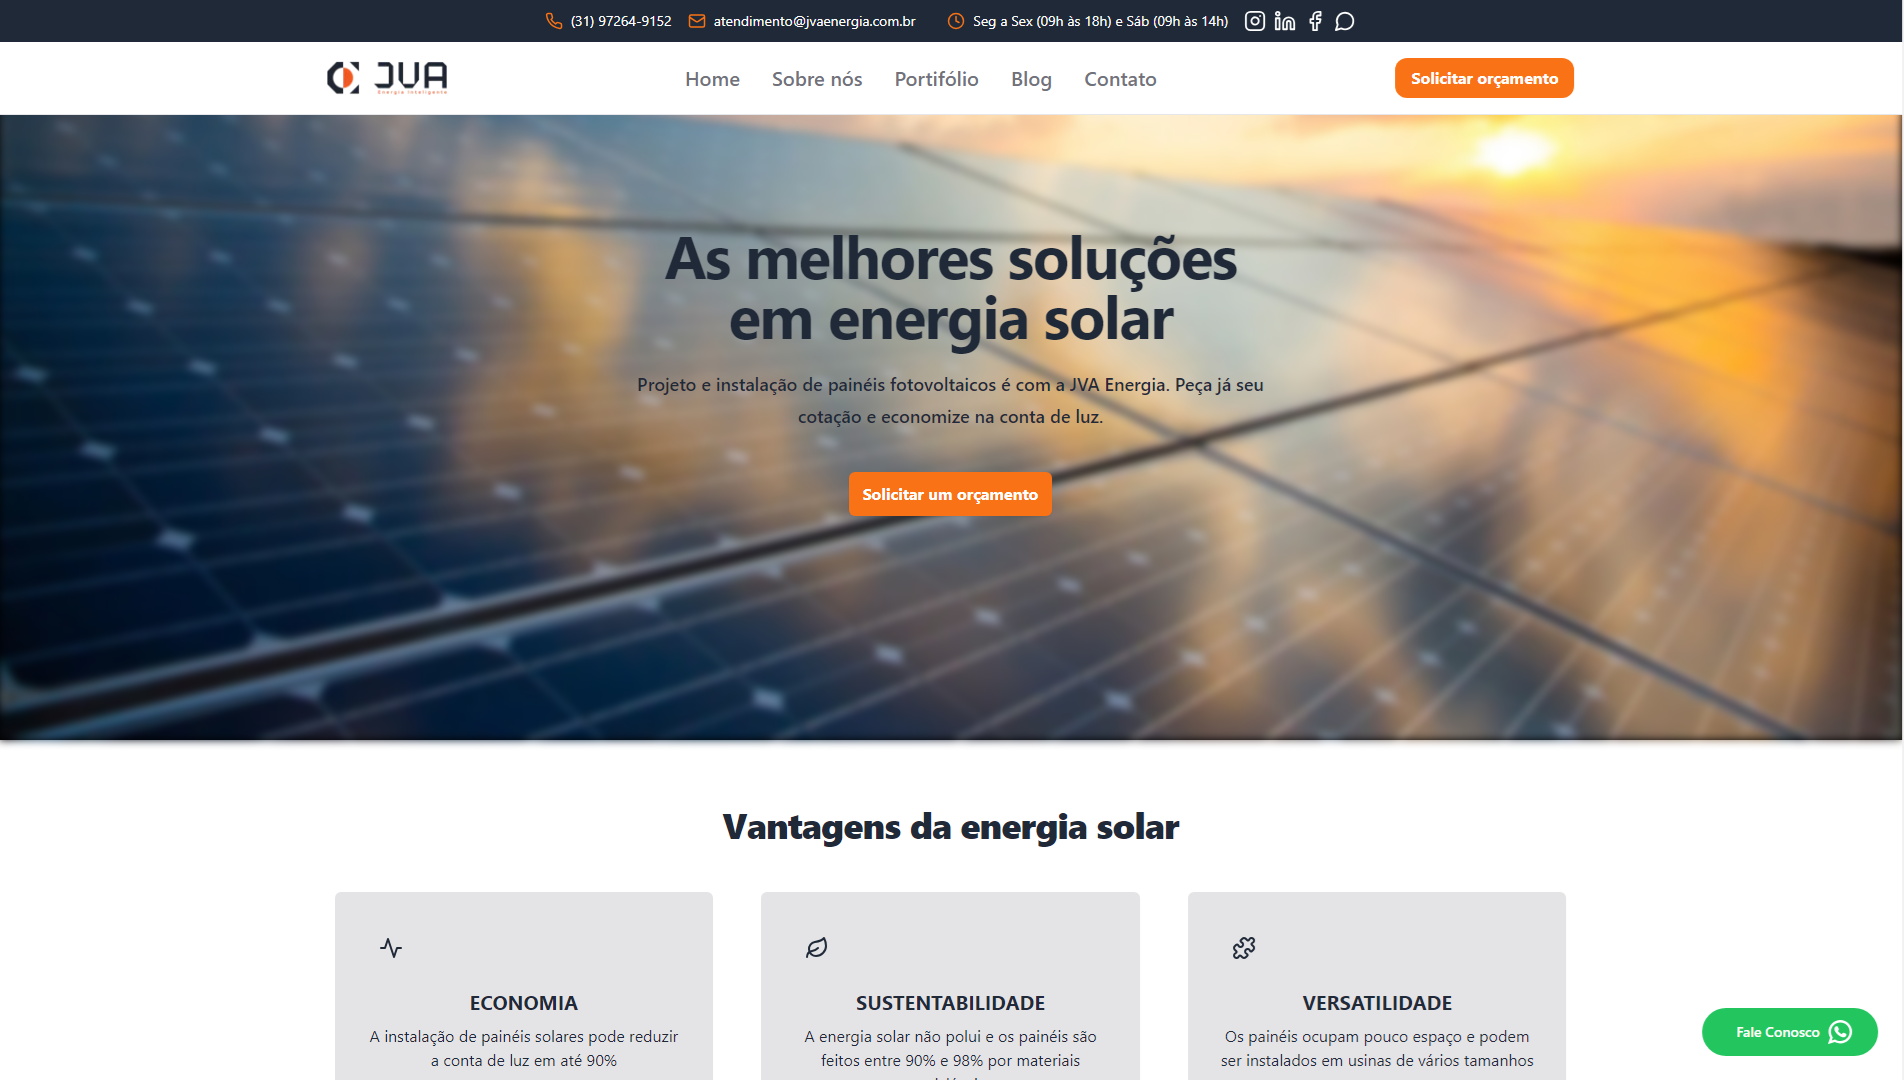 (31) 97264-9152 atendimento@jvaenergia.com.br Seg a Sex (09h às 18h) e Sáb (09h às 14h)
JVA
Energia Inteligente
Home Sobre nós Portifólio Blog Contato
Solicitar orçamento
As melhores soluções
em energia solar
Projeto e instalação de painéis fotovoltaicos é com a JVA Energia. Peça já seu
cotação e economize na conta de luz.
Solicitar um orçamento
Vantagens da energia solar
ECONOMIA
A instalação de painéis solares pode reduzir
a conta de luz em até 90%
SUSTENTABILIDADE
A energia solar não polui e os painéis são
feitos entre 90% e 98% por materiais
VERSATILIDADE
Os painéis ocupam pouco espaço e podem
ser instalados em usinas de vários tamanhos
Fale Conosco